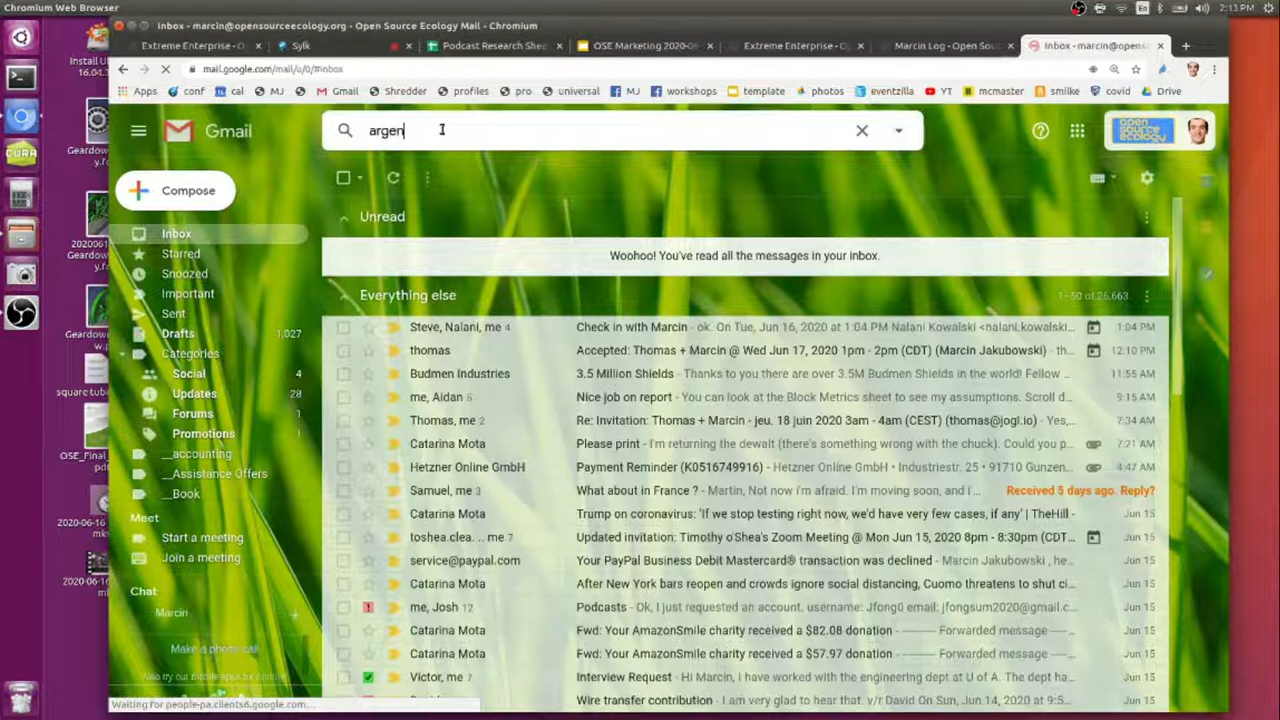 Chromium Web Browser
En
2:13 PM
Inbox - marcin@opensourceecology.org - Open Source Ecology Mail - Chromium
Extreme Enterprise - O
Sylk
Podcast Research Shee
OSE Marketing 2020-06
Extreme Enterprise - O
Marcin Log - Open Sou
Inbox - marcin@opens
mail.google.com/mail/u/0/#inbox
Apps
conf
cal
MJ
Gmail
Shredder
profiles
pro
universal
MJ
workshops
template
photos
eventzilla
YT
mcmaster
smilke
covid
Drive
Gmail
argen
open source ecology
Compose
Unread
Inbox
Starred
Snoozed
Important
Sent
Drafts 1,027
Categories
Social 4
Updates 28
Forums 1
Promotions
__accounting
__Assistance Offers
__Book
Meet
Start a meeting
Join a meeting
Chat
Marcin
Make a phone call
Woohoo! You've read all the messages in your inbox.
Everything else 1–50 of 26,663
Steve, Nalani, me 4 Check in with Marcin - ok. On Tue, Jun 16, 2020 at 1:04 PM Nalani Kowalski <nalani.kowalski... 1:04 PM
thomas Accepted: Thomas + Marcin @ Wed Jun 17, 2020 1pm - 2pm (CDT) (Marcin Jakubowski) - th... 12:10 PM
Budmen Industries 3.5 Million Shields - Thanks to you there are over 3.5M Budmen Shields in the world! Fellow ... 11:55 AM
me, Aidan 5 Nice job on report - You can look at the Block Metrics sheet to see my assumptions. Scroll d... 9:15 AM
Thomas, me 2 Re: Invitation: Thomas + Marcin - jeu. 18 juin 2020 3am - 4am (CEST) (thomas@jogl.io) - Yes,... 7:34 AM
Catarina Mota Please print - I'm returning the dewalt (there's something wrong with the chuck). Could you p... 7:21 AM
Hetzner Online GmbH Payment Reminder (K0516749916) - Hetzner Online GmbH • Industriestr. 25 • 91710 Gunzen... 4:47 AM
Samuel, me 3 What about in France ? - Martin, Not now i'm afraid. I'm moving soon, and i... Received 5 days ago. Reply?
Catarina Mota Trump on coronavirus: 'If we stop testing right now, we'd have very few cases, if any' | TheHill - Jun 15
toshea.clea. .. me 7 Updated invitation: Timothy o'Shea's Zoom Meeting @ Mon Jun 15, 2020 8pm - 8:30pm (CDT... Jun 15
service@paypal.com Your PayPal Business Debit Mastercard® transaction was declined - Marcin Jakubowski, he... Jun 15
Catarina Mota After New York bars reopen and crowds ignore social distancing, Cuomo threatens to shut ci... Jun 15
me, Josh 12 Podcasts - Ok, I just requested an account. username: Jfong0 email: jfongsum2020@gmail.c... Jun 15
Catarina Mota Fwd: Your AmazonSmile charity received a $82.08 donation - ---------- Forwarded message ----... Jun 15
Catarina Mota Fwd: Your AmazonSmile charity received a $57.97 donation - ---------- Forwarded message ----... Jun 15
Victor, me 7 Interview Request - Hi Marcin, I have worked with the engineering dept at U of A. The dept ha... Jun 15
Wire transfer contribution - I am very glad to hear that. v/r David On Sun, Jun 14, 2020 at 9:5... Jun 15
Waiting for people-pa.clients6.google.com...